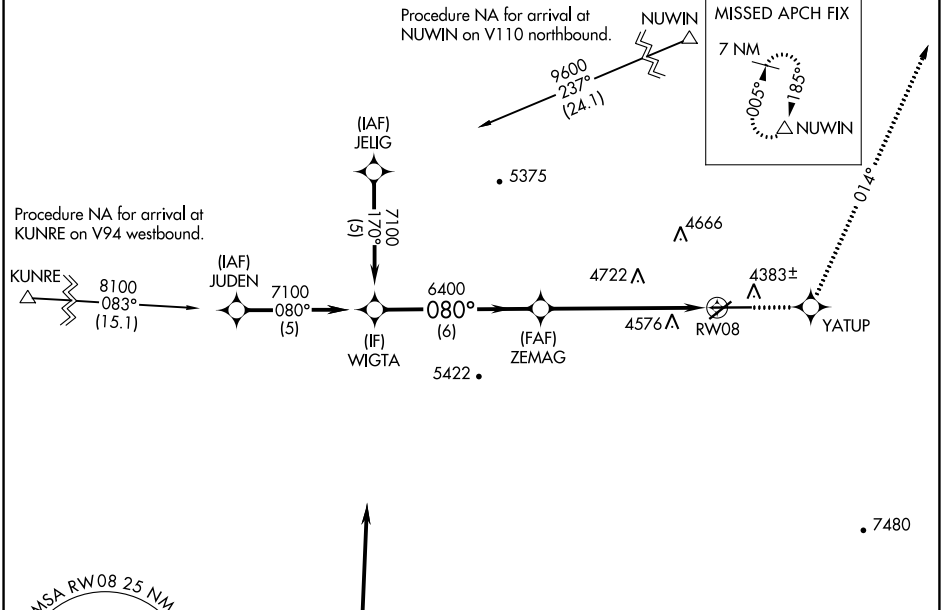 Procedure NA for arrival at
NUWIN on V110 northbound.
NUWIN
9600
237°
(24.1)
MISSED APCH FIX
7 NM
005°
185°
NUWIN
014°
(IAF)
JELIG
7100
170°
(5)
5375
4666
Procedure NA for arrival at
KUNRE on V94 westbound.
KUNRE
8100
083°
(15.1)
(IAF)
JUDEN
7100
080°
(5)
(IF)
WIGTA
6400
080°
(6)
(FAF)
ZEMAG
4722
4576
4383±
RW08
YATUP
5422
7480
MSA RW08 25 NM